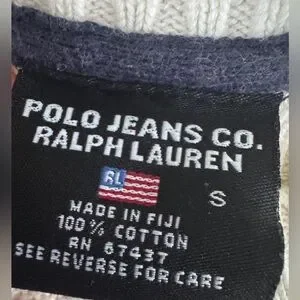 POLO JEANS CO.
RALPH LAUREN
RL
S
MADE IN FIJI
100% COTTON
RN 67437
SEE REVERSE FOR CARE